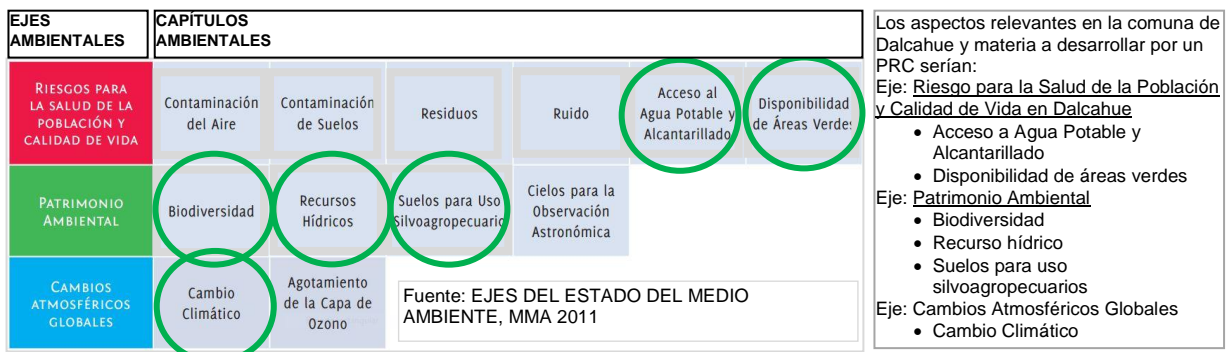 EJES
AMBIENTALES
CAPÍTULOS
AMBIENTALES
RIESGOS PARA
LA SALUD DE LA
POBLACIÓN Y
CALIDAD DE VIDA
Contaminación
del Aire
Contaminación
de Suelos
Residuos
Ruido
Acceso al
Agua Potable y
Alcantarillado
Disponibilidad
de Áreas Verdes
PATRIMONIO
AMBIENTAL
Biodiversidad
Recursos
Hídricos
Suelos para Uso
Silvoagropecuario
Cielos para la
Observación
Astronómica
CAMBIOS
ATMOSFÉRICOS
GLOBALES
Cambio
Climático
Agotamiento
de la Capa de
Ozono
Fuente: EJES DEL ESTADO DEL MEDIO
AMBIENTE, MMA 2011
Los aspectos relevantes en la comuna de
Dalcahue y materia a desarrollar por un
PRC serían:
Eje: Riesgo para la Salud de la Población
y Calidad de Vida en Dalcahue
• Acceso a Agua Potable y
Alcantarillado
• Disponibilidad de áreas verdes
Eje: Patrimonio Ambiental
• Biodiversidad
• Recurso hídrico
• Suelos para uso
silvoagropecuarios
Eje: Cambios Atmosféricos Globales
• Cambio Climático